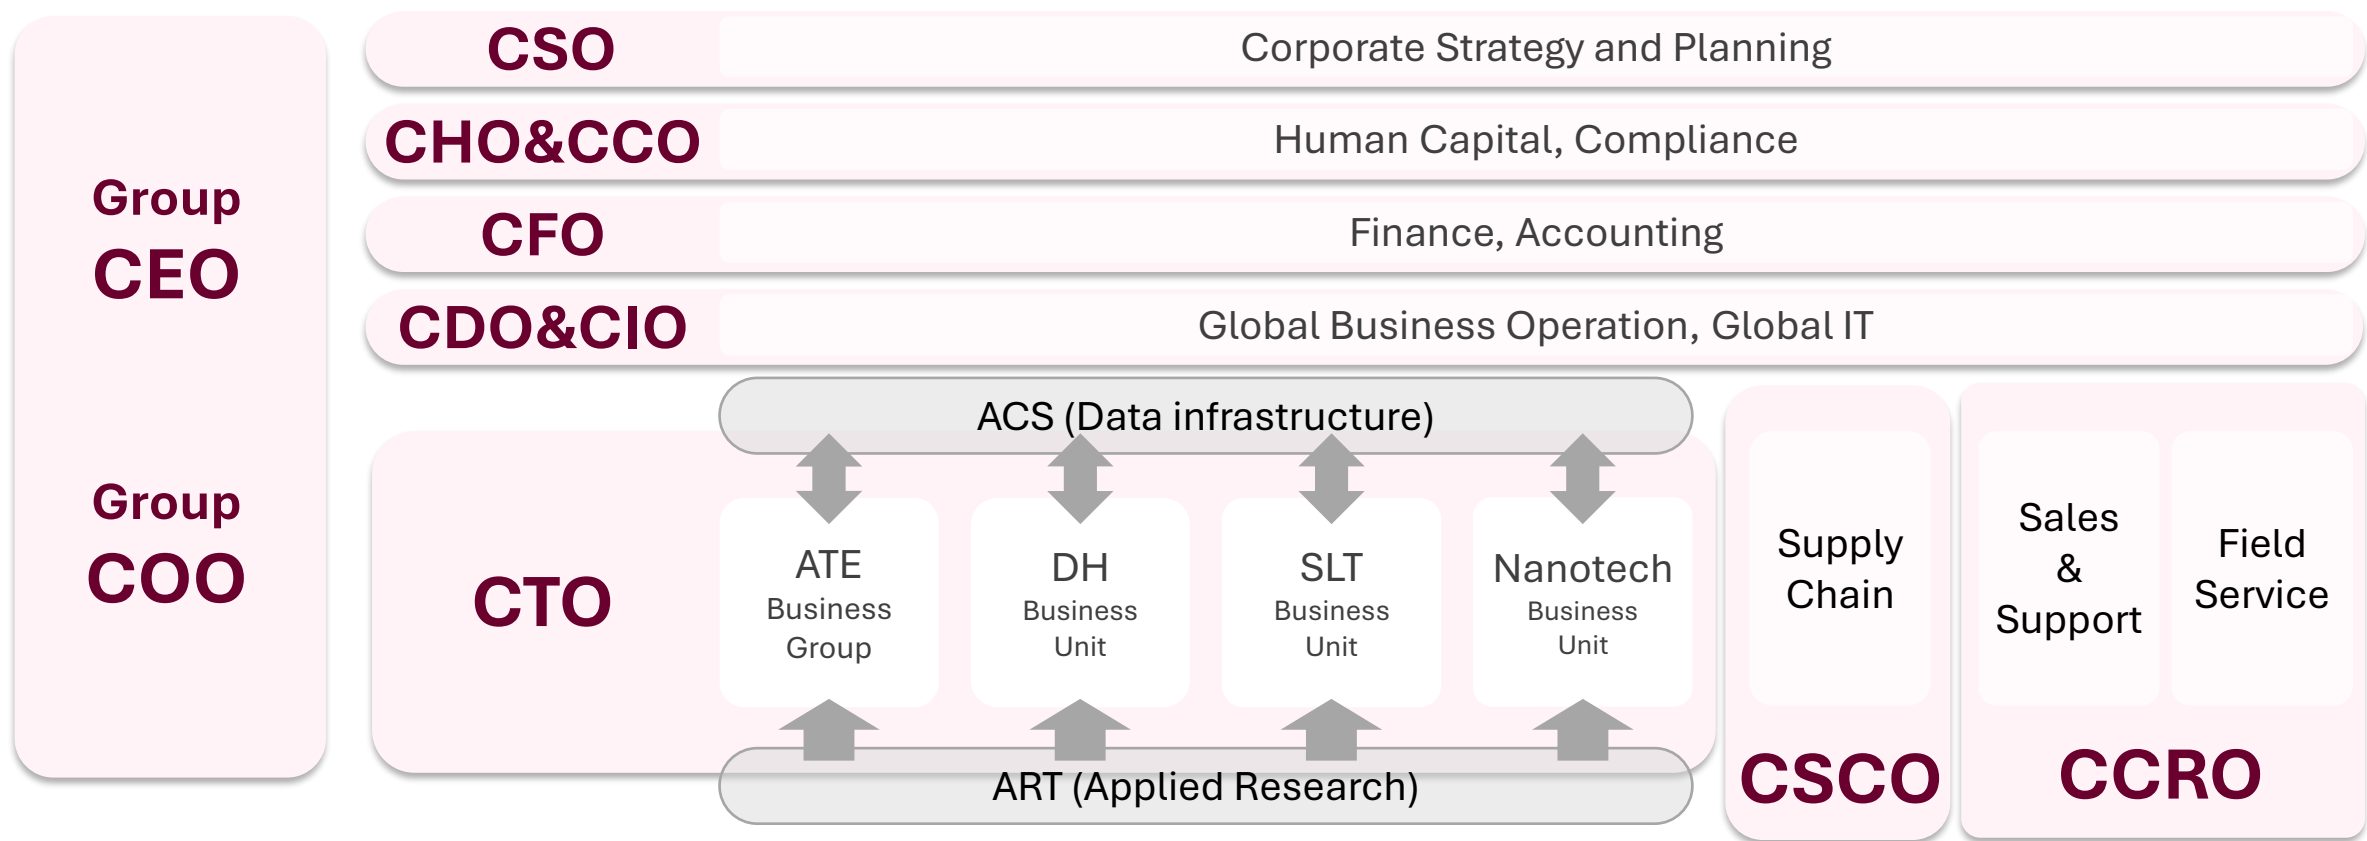 Group
CEO
Group
COO
CSO
Corporate Strategy and Planning
CHO&CCO
Human Capital, Compliance
CFO
Finance, Accounting
CDO&CIO
Global Business Operation, Global IT
ACS (Data infrastructure)
CTO
ATE
Business
Group
DH
Business
Unit
SLT
Business
Unit
Nanotech
Business
Unit
ART (Applied Research)
Supply
Chain
CSCO
Sales
&
Support
Field
Service
CCRO